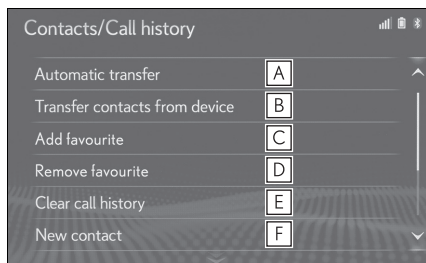 Contacts/Call history
Automatic transfer A
Transfer contacts from device B
Add favourite C
Remove favourite D
Clear call history E
New contact F